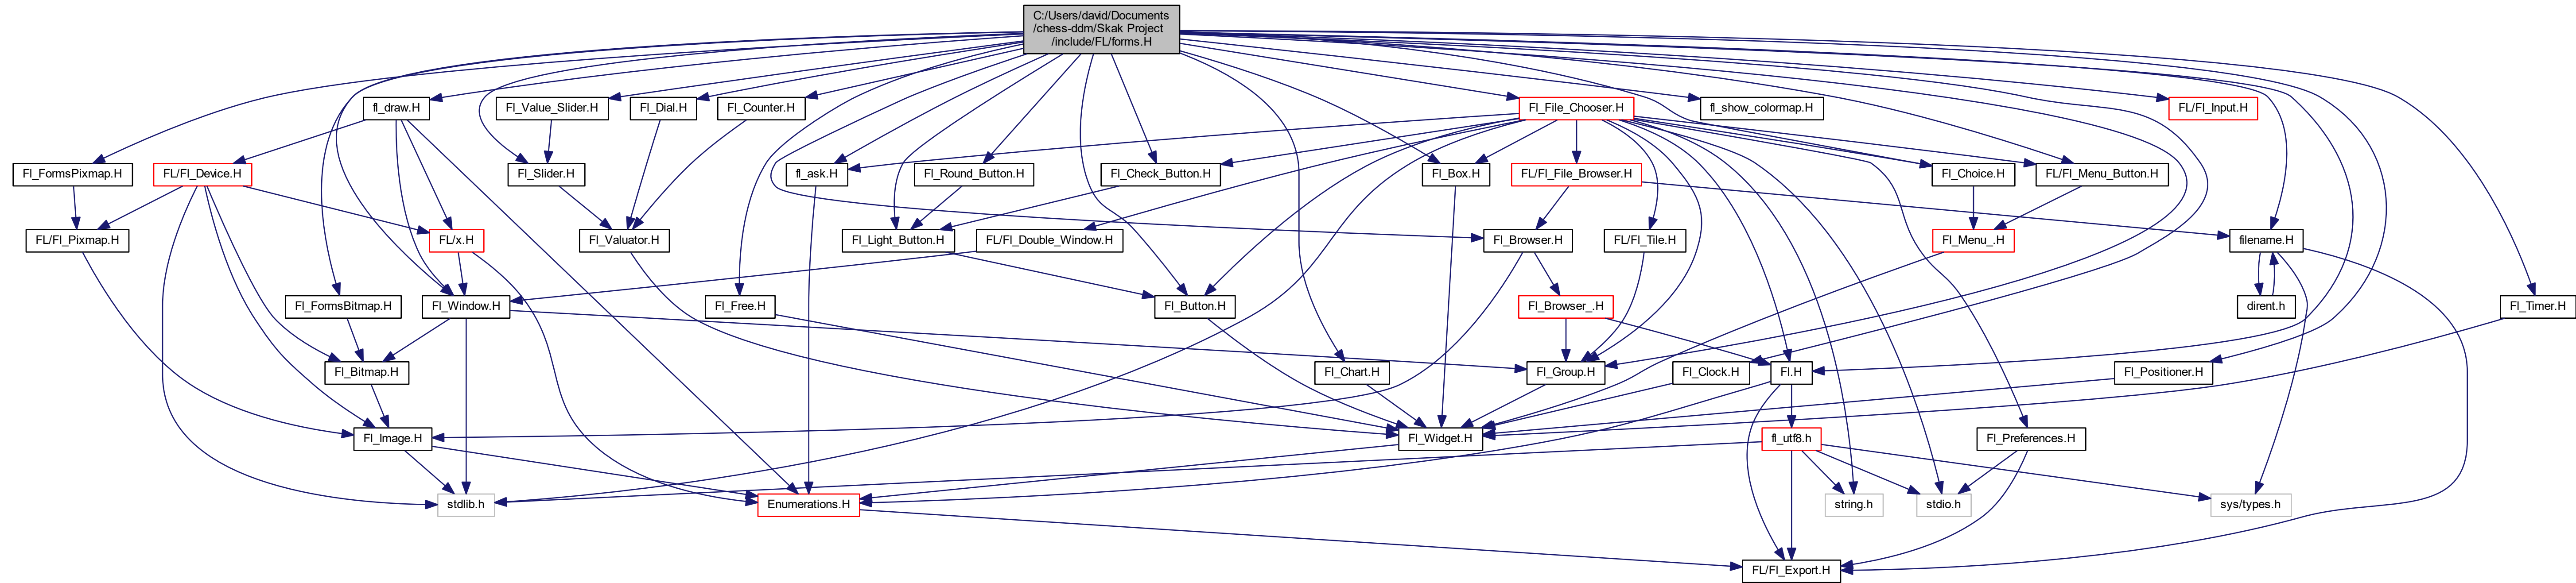 C:/Users/david/Documents
/chess-ddm/Skak Project
/include/FL/forms.H
fl_draw.H
Fl_Value_Slider.H
Fl_Dial.H
Fl_Counter.H
Fl_File_Chooser.H
fl_show_colormap.H
FL/Fl_Input.H
Fl_FormsPixmap.H
FL/Fl_Device.H
Fl_Slider.H
fl_ask.H
Fl_Round_Button.H
Fl_Check_Button.H
Fl_Box.H
FL/Fl_File_Browser.H
Fl_Choice.H
FL/Fl_Menu_Button.H
FL/Fl_Pixmap.H
FL/x.H
Fl_Valuator.H
Fl_Light_Button.H
FL/Fl_Double_Window.H
Fl_Browser.H
FL/Fl_Tile.H
Fl_Menu_.H
filename.H
Fl_FormsBitmap.H
Fl_Window.H
Fl_Free.H
Fl_Button.H
Fl_Browser_.H
dirent.h
Fl_Timer.H
Fl_Bitmap.H
Fl_Chart.H
Fl_Group.H
Fl_Clock.H
Fl.H
Fl_Positioner.H
Fl_Image.H
Fl_Widget.H
fl_utf8.h
Fl_Preferences.H
stdlib.h
Enumerations.H
string.h
stdio.h
sys/types.h
FL/Fl_Export.H